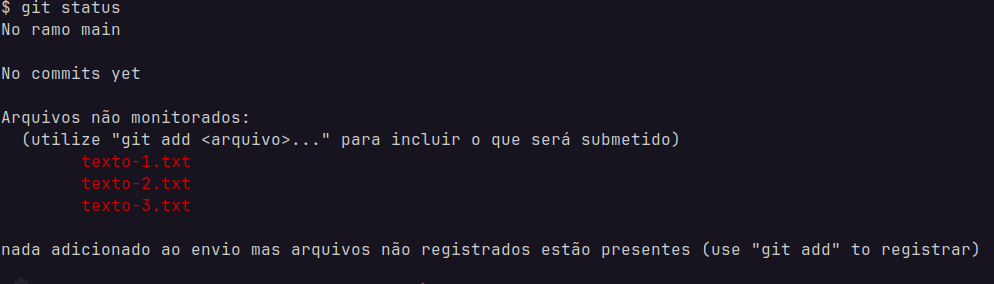 $ git status
No ramo main
No commits yet
Arquivos não monitorados:
(utilize "git add <arquivo>..." para incluir o que será submetido)
texto-1.txt
texto-2.txt
texto-3.txt
nada adicionado ao envio mas arquivos não registrados estão presentes (use "git add" to registrar)